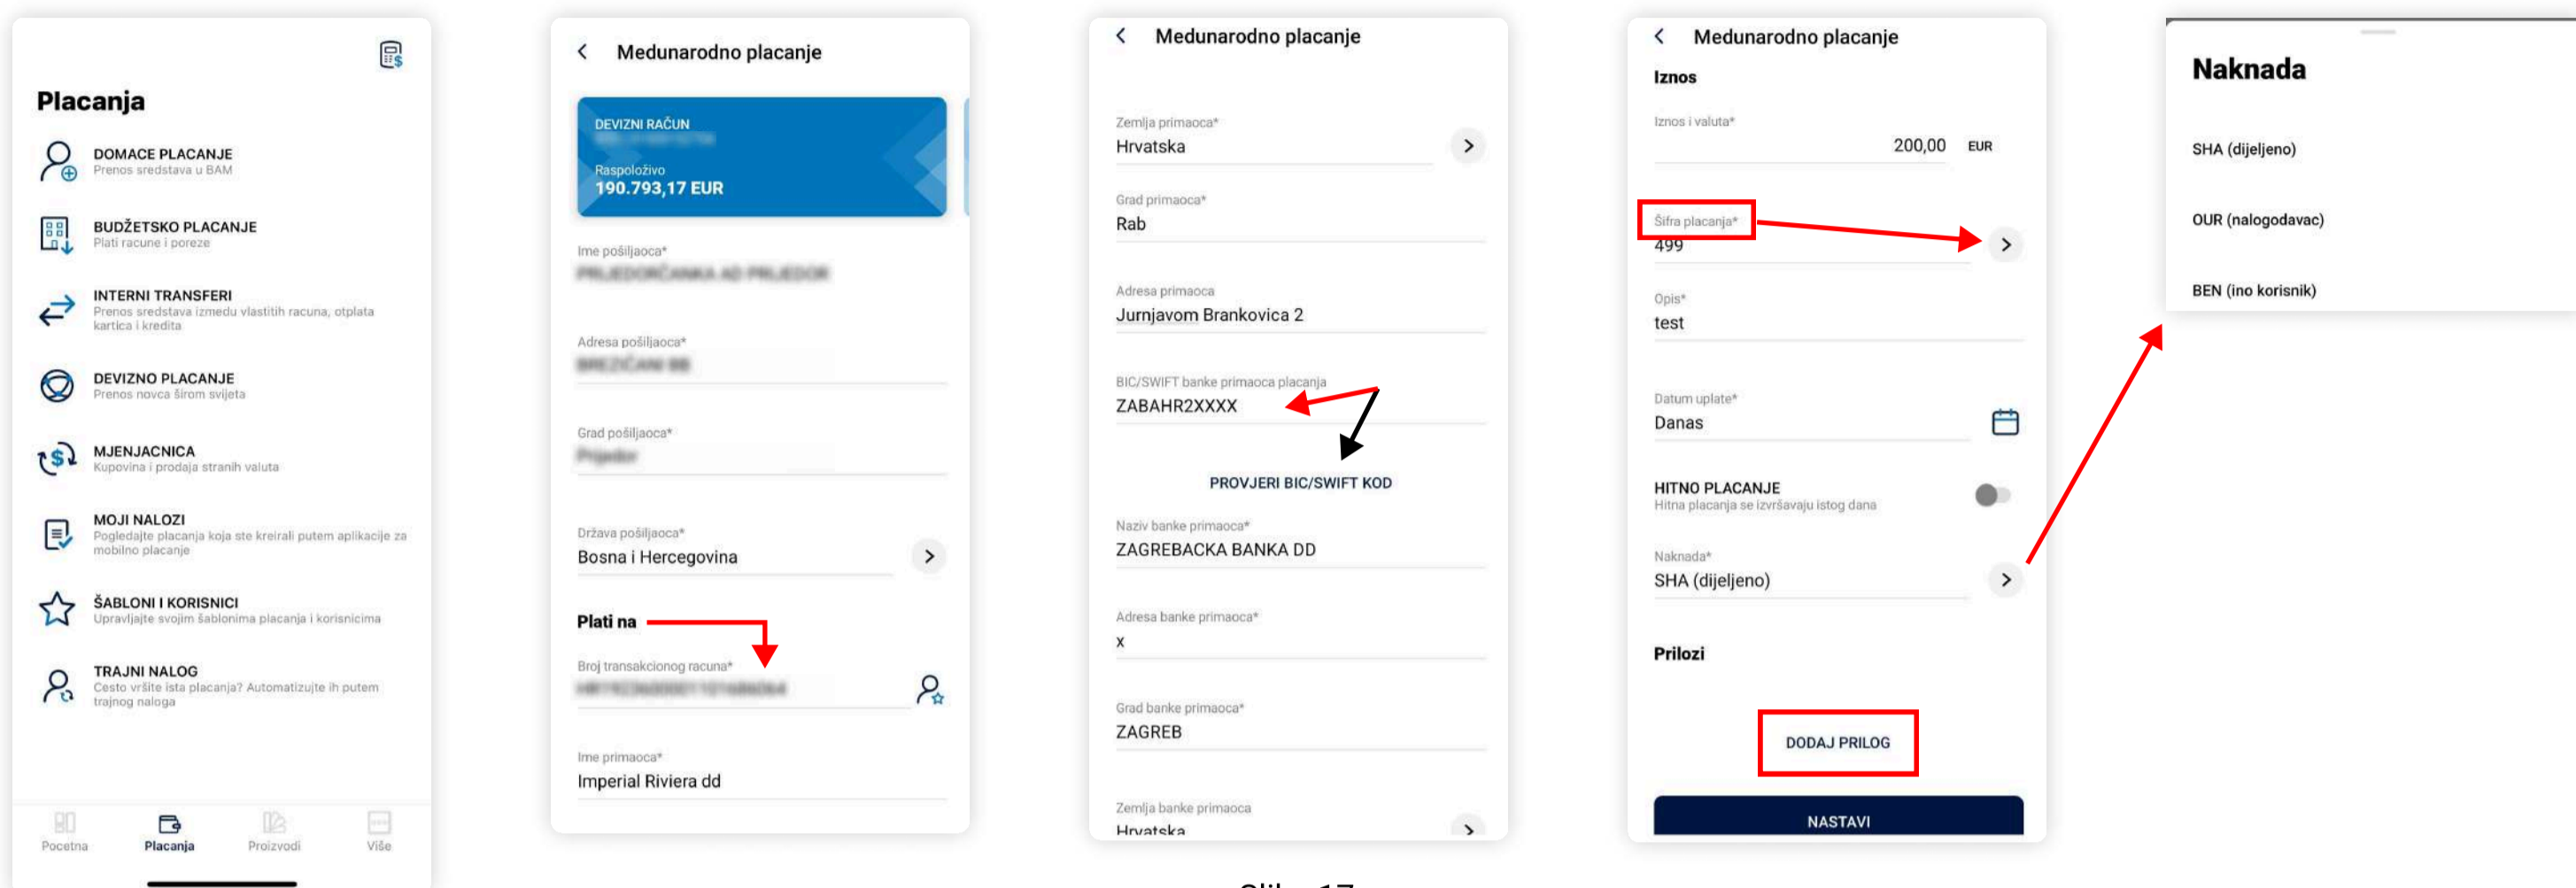 Placanja
DOMACE PLACANJE
Prenos sredstava u BAM
BUDŽETSKO PLACANJE
Plati racune i poreze
INTERNI TRANSFERI
Prenos sredstava izmedu vlastitih racuna, otplata
kartica i kredita
DEVIZNO PLACANJE
Prenos novca širom svijeta
MJENJACNICA
Kupovina i prodaja stranih valuta
MOJI NALOZI
Pogledajte placanja koja ste kreirali putem aplikacije za
mobilno placanje
ŠABLONI I KORISNICI
Upravljajte svojim šablonima placanja i korisnicima
TRAJNI NALOG
Cesto vršite ista placanja? Automatizujte ih putem
trajnog naloga
Pocetna
Placanja
Proizvodi
Više
Medunarodno placanje
DEVIZNI RAČUN
Raspoloživo
190.793,17 EUR
Ime pošiljaoca*
Adresa pošiljaoca*
Grad pošiljaoca*
Država pošiljaoca*
Bosna i Hercegovina
Plati na
Broj transakcionog racuna*
Ime primaoca*
Imperial Riviera dd
Medunarodno placanje
Zemlja primaoca*
Hrvatska
Grad primaoca*
Rab
Adresa primaoca
Jurnjavom Brankovica 2
BIC/SWIFT banke primaoca placanja
ZABAHR2XXXX
PROVJERI BIC/SWIFT KOD
Naziv banke primaoca*
ZAGREBACKA BANKA DD
Adresa banke primaoca*
x
Grad banke primaoca*
ZAGREB
Zemlja banke primaoca
Hrvatska
Medunarodno placanje
Iznos
Iznos i valuta*
200,00 EUR
Šifra placanja*
499
Opis*
test
Datum uplate*
Danas
HITNO PLACANJE
Hitna placanja se izvršavaju istog dana
Naknada*
SHA (dijeljeno)
Prilozi
DODAJ PRILOG
NASTAVI
Naknada
SHA (dijeljeno)
OUR (nalogodavac)
BEN (ino korisnik)